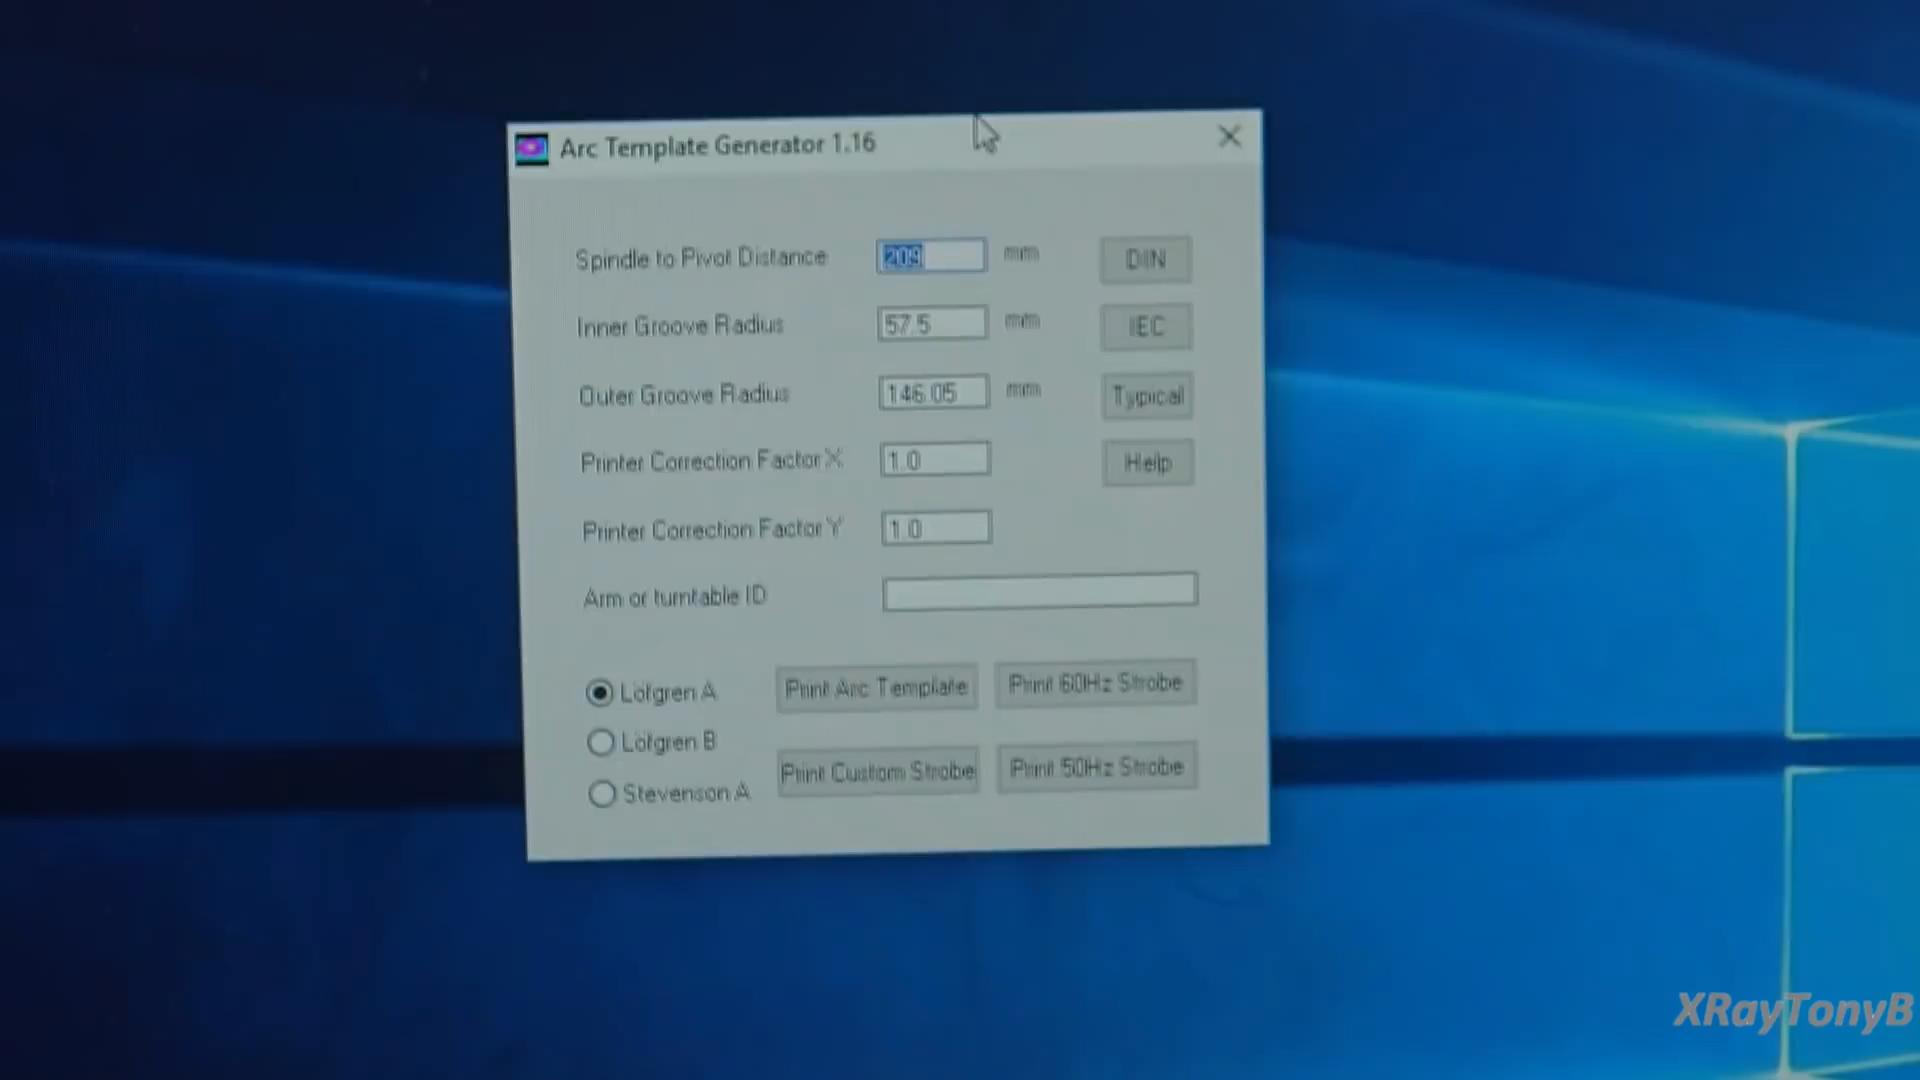 Arc Template Generator 1.16
Spindle to Pivot Distance 209 mm DIN
Inner Groove Radius 57.5 mm IEC
Outer Groove Radius 146.05 mm Typical
Printer Correction Factor X 1.0 Help
Printer Correction Factor Y 1.0
Arm or turntable ID
Lofgren A Print Arc Template Print 60Hz Strobe
Lofgren B
Print Custom Strobe Print 50Hz Strobe
Stevenson A
XRayTonyB